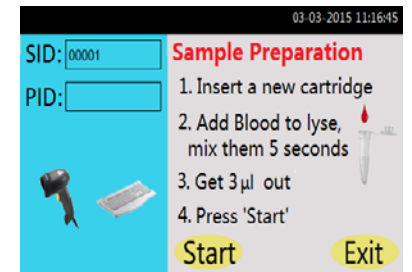 03-03-2015 11:16:45
SID: 00001
PID:
Sample Preparation
1. Insert a new cartridge
2. Add Blood to lyse,
mix them 5 seconds
3. Get 3μl out
4. Press 'Start'
Start
Exit